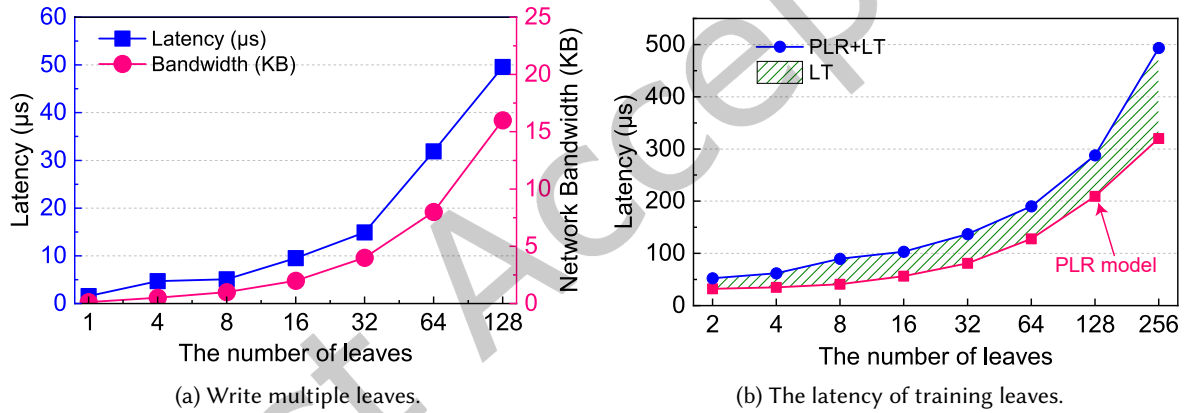 60
50
40
30
20
10
0
Latency (μs)
Latency (μs)
Bandwidth (KB)
25
20
15
10
5
0
Network Bandwidth (KB)
1 4 8 16 32 64 128
The number of leaves
(a) Write multiple leaves.
500
400
300
200
100
0
Latency (μs)
PLR+LT
LT
PLR model
2 4 8 16 32 64 128 256
The number of leaves
(b) The latency of training leaves.